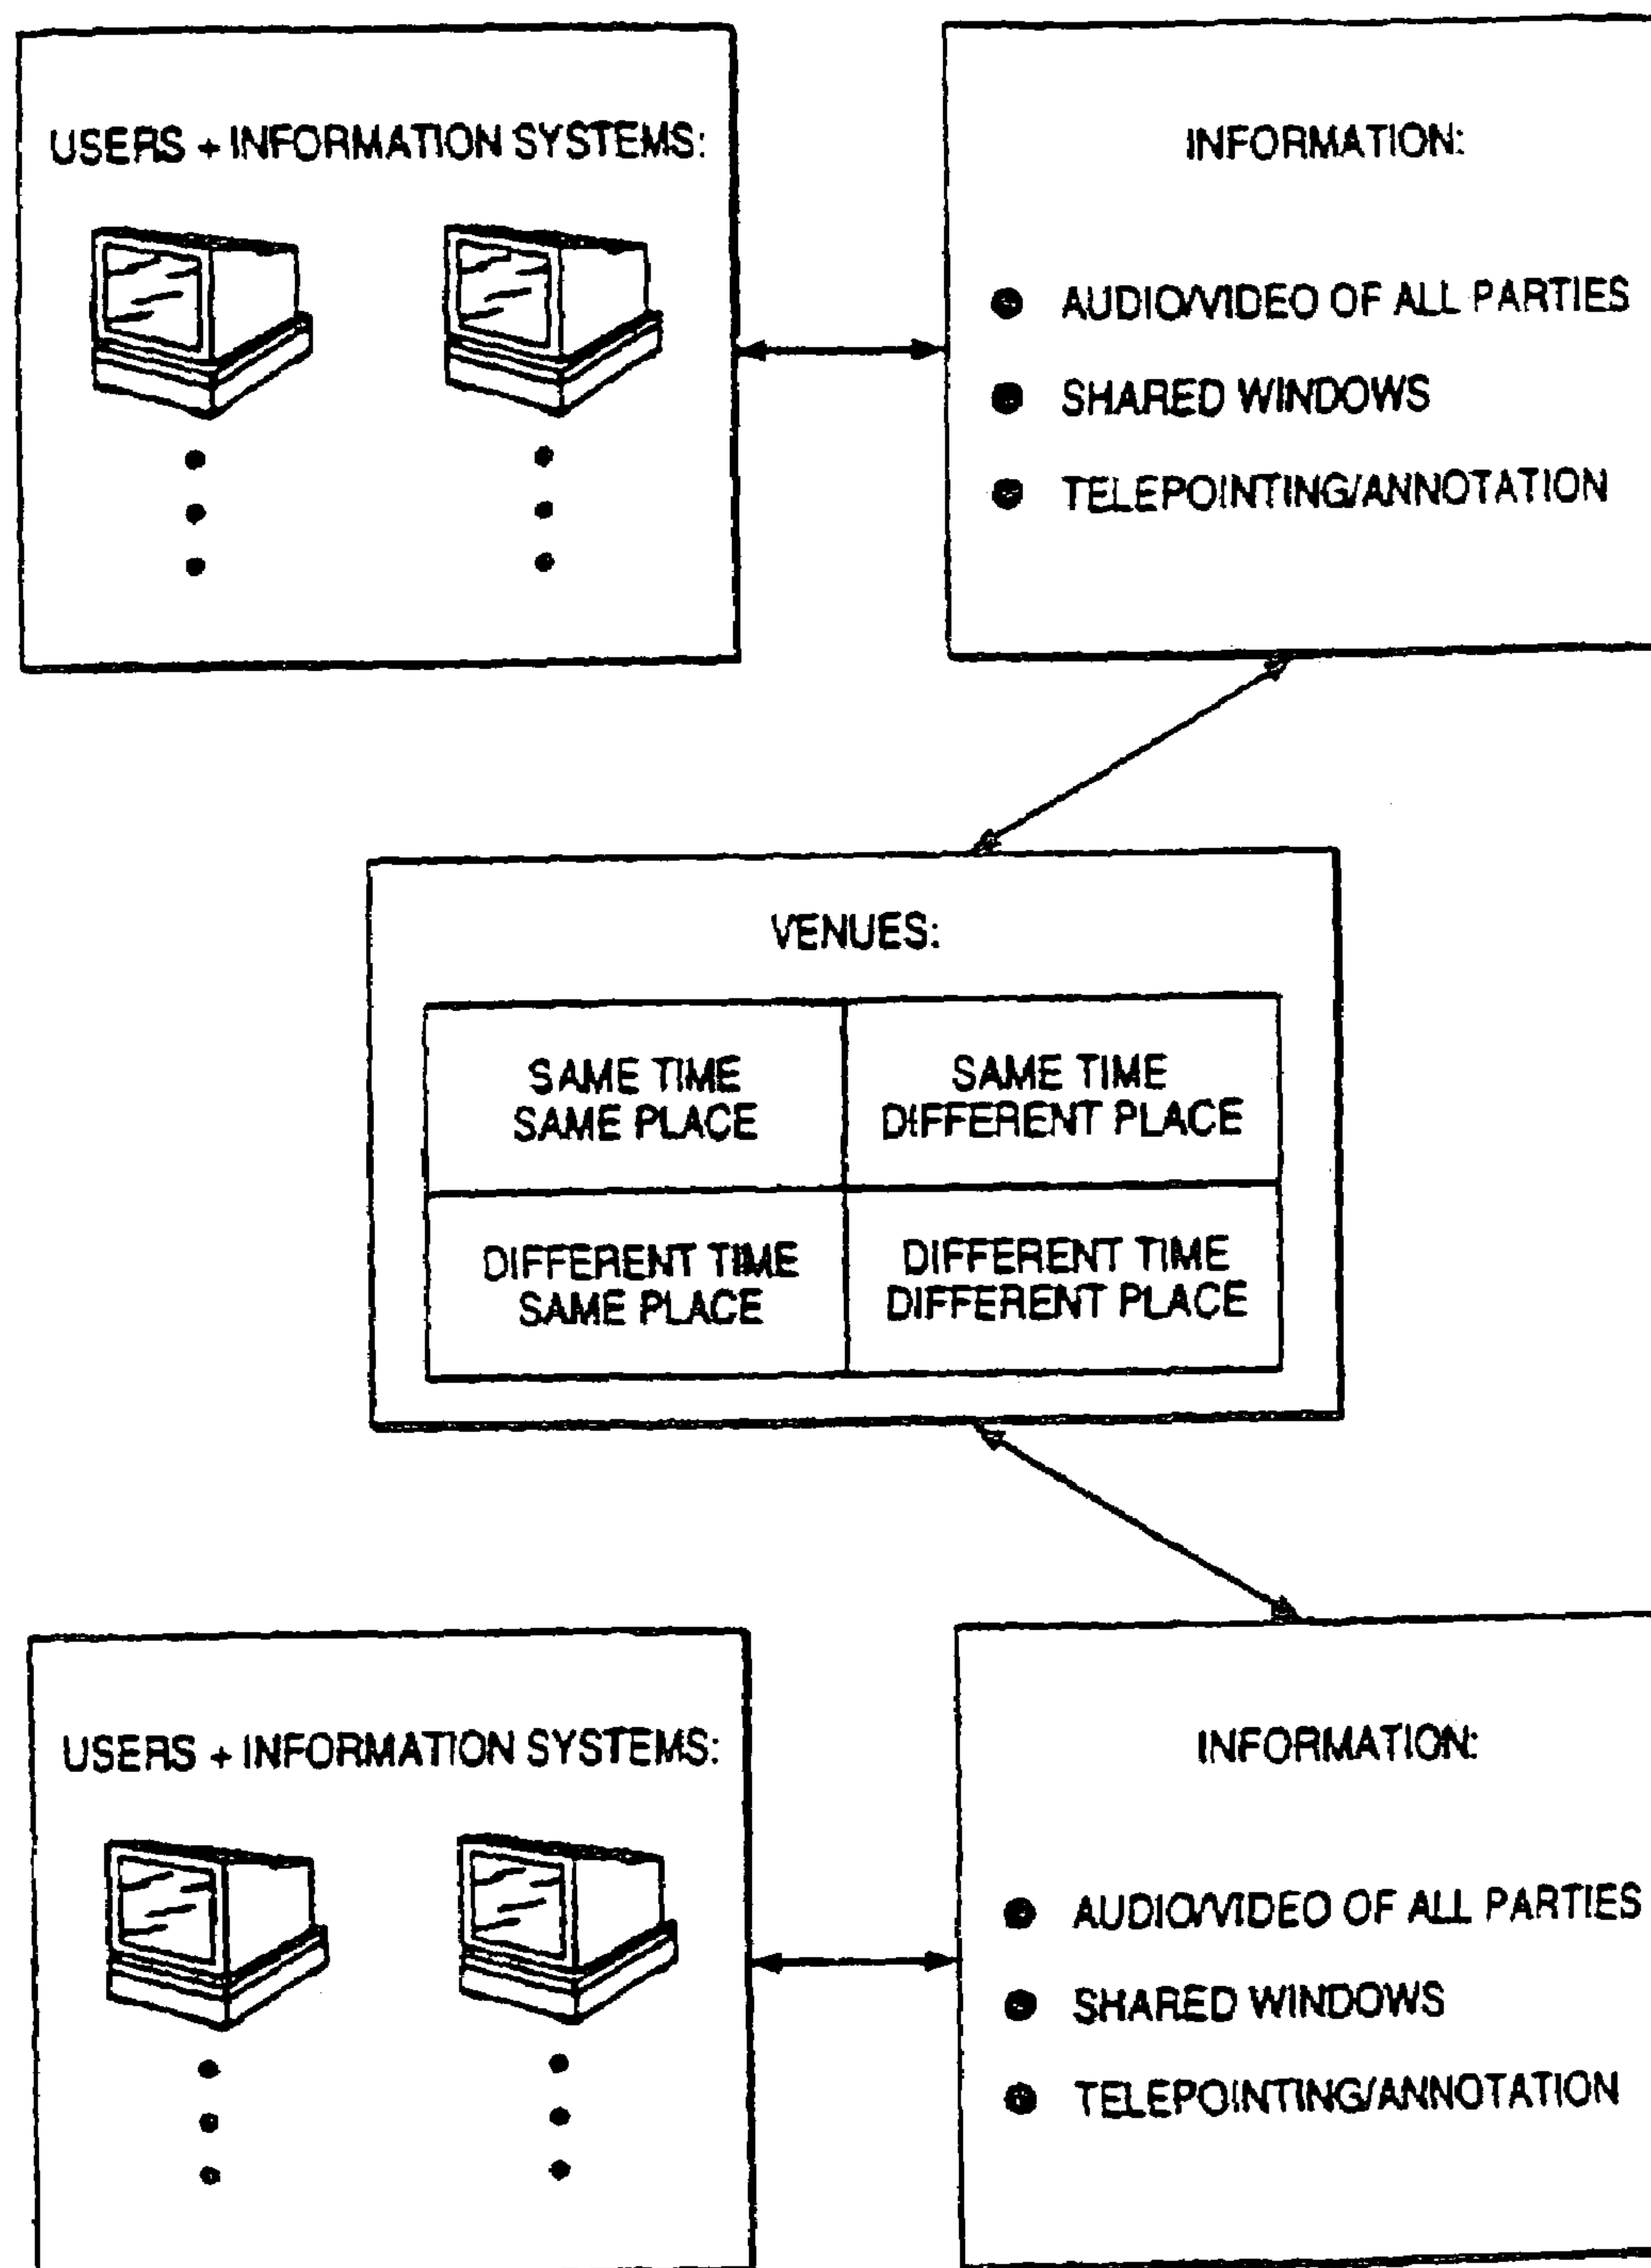 USERS + INFORMATION SYSTEMS:
INFORMATION:
● AUDIO/VIDEO OF ALL PARTIES
● SHARED WINDOWS
● TELEPOINTING/ANNOTATION
VENUES:
SAME TIME
SAME PLACE
SAME TIME
DIFFERENT PLACE
DIFFERENT TIME
SAME PLACE
DIFFERENT TIME
DIFFERENT PLACE
USERS + INFORMATION SYSTEMS:
INFORMATION:
● AUDIO/VIDEO OF ALL PARTIES
● SHARED WINDOWS
● TELEPOINTING/ANNOTATION